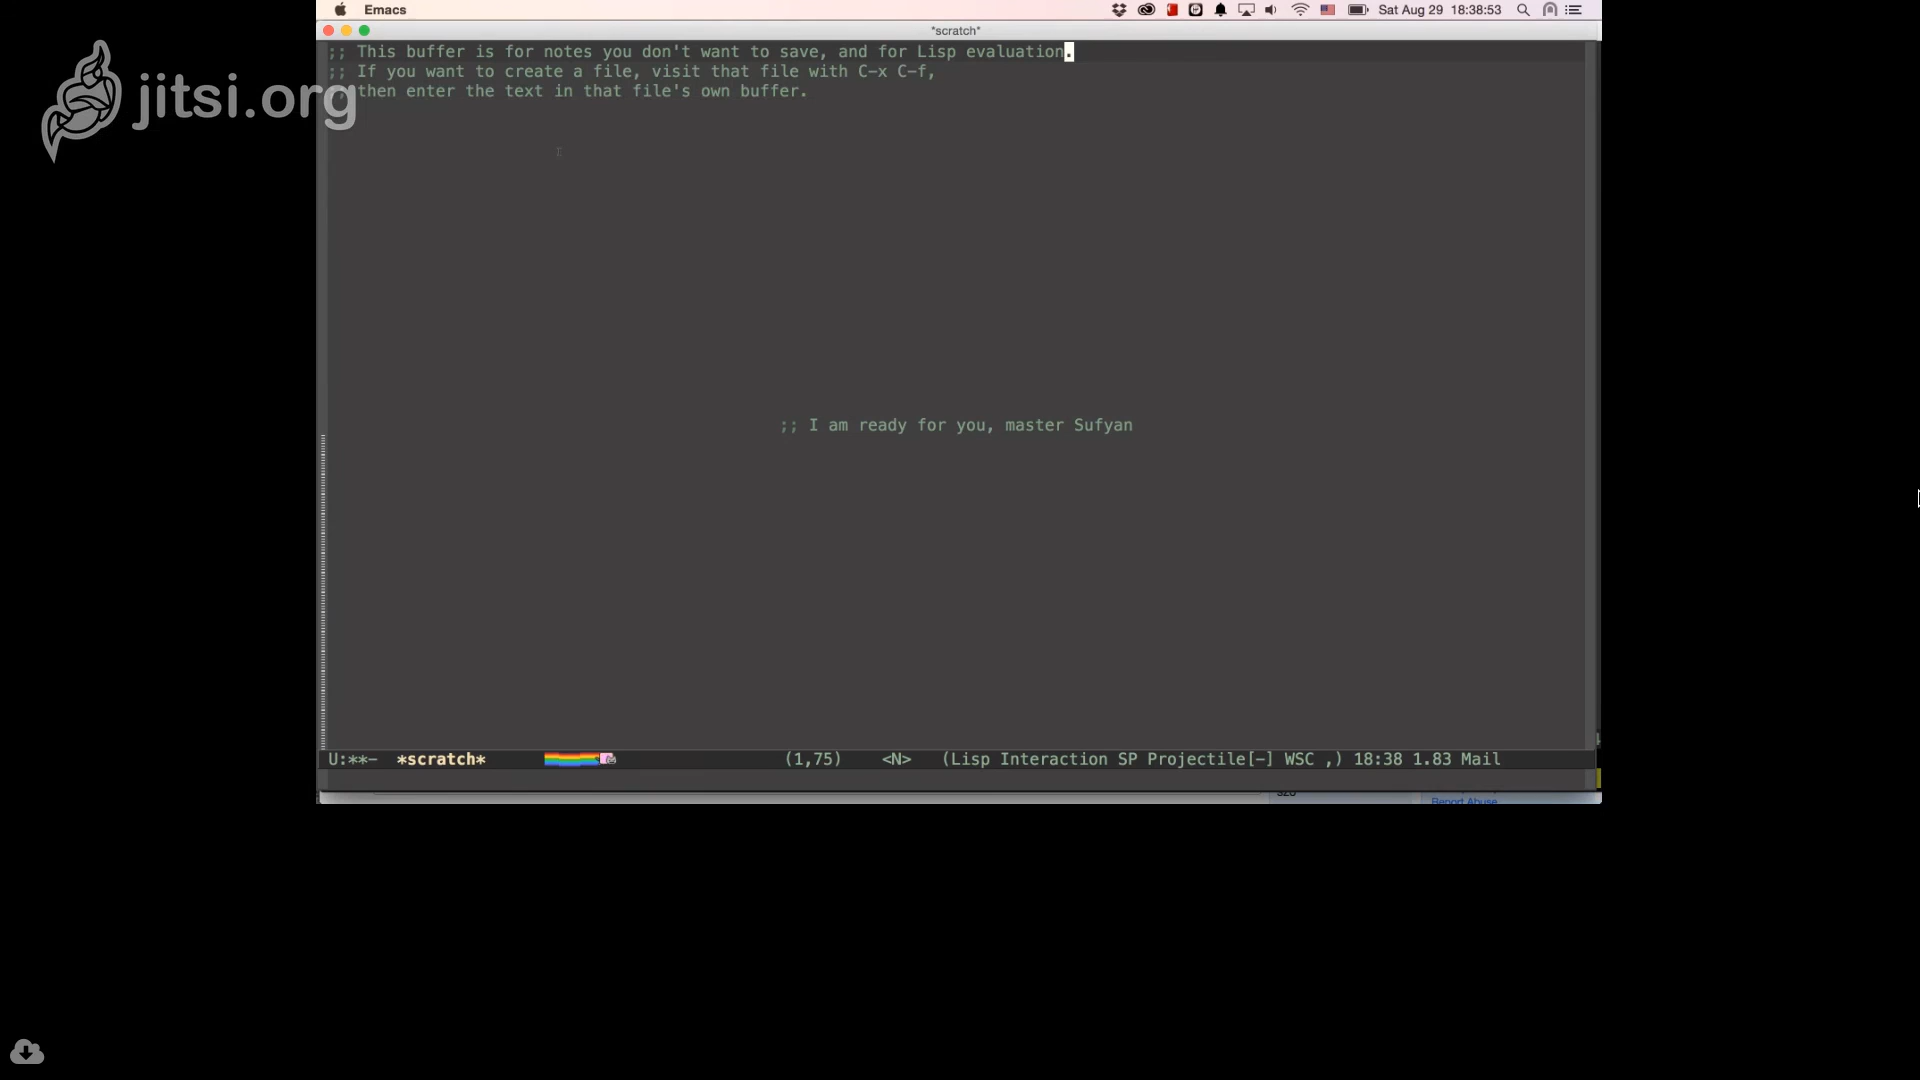 Emacs
Sat Aug 29 18:38:53
*scratch*
;; This buffer is for notes you don't want to save, and for Lisp evaluation.
;; If you want to create a file, visit that file with C-x C-f,
; then enter the text in that file's own buffer.
jitsi.org
;; I am ready for you, master Sufyan
U:**- *scratch* (1,75) <N> (Lisp Interaction SP Projectile[-] WSC ,) 18:38 1.83 Mail
Report Abuse